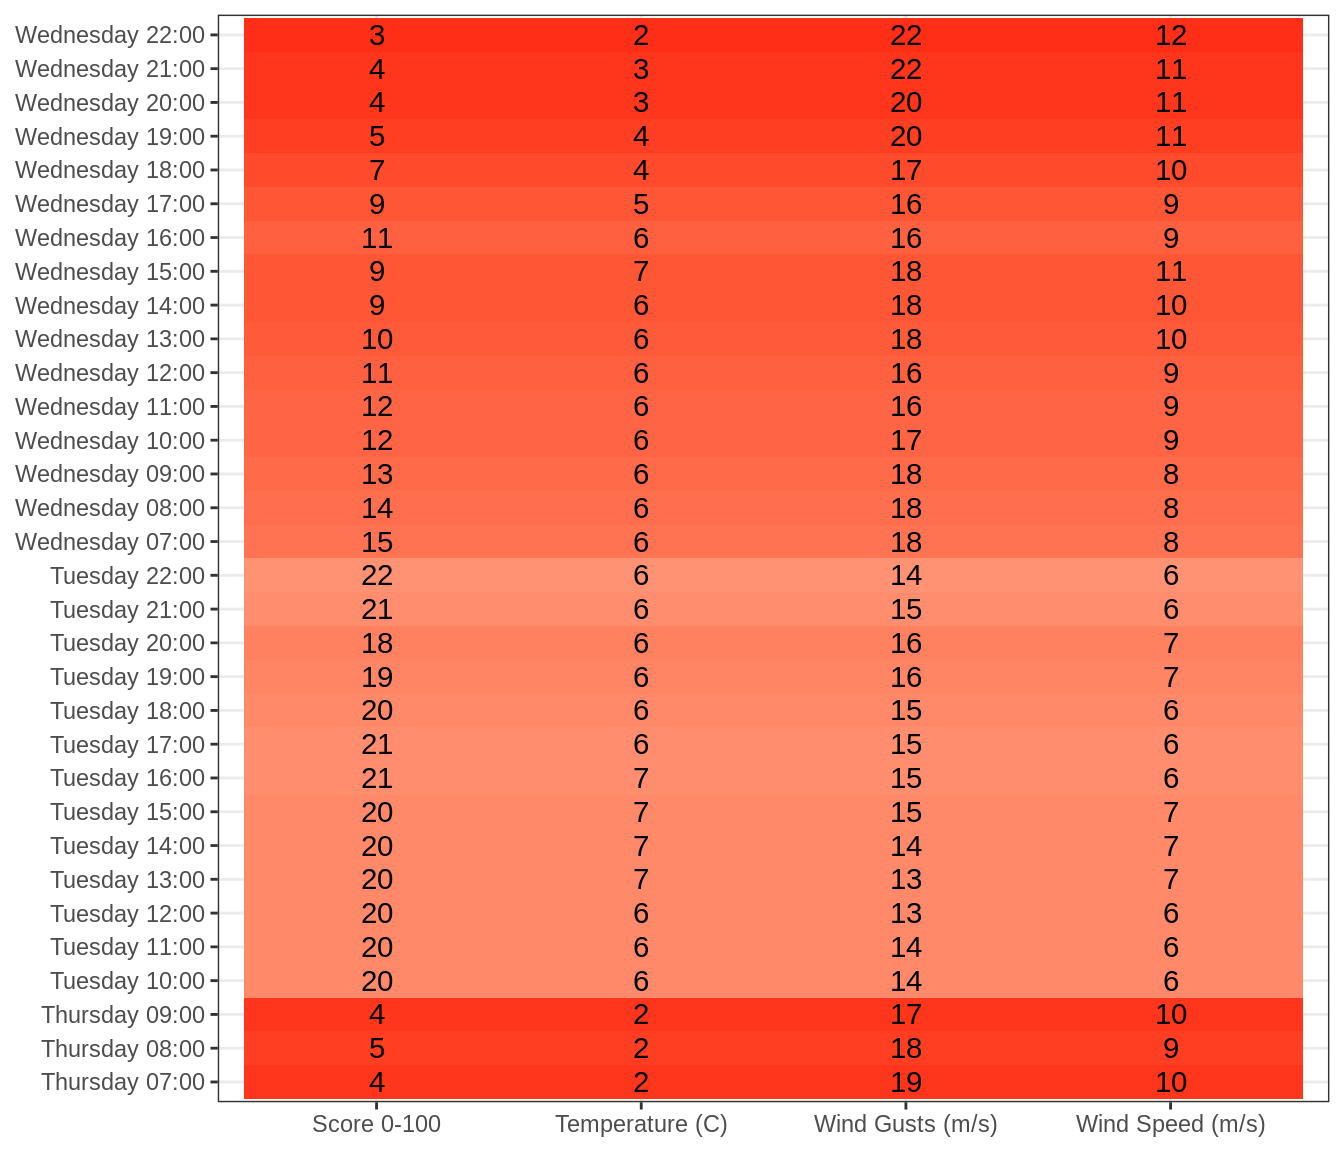 Wednesday 22:00 3 2 22 12
Wednesday 21:00 4 3 22 11
Wednesday 20:00 4 3 20 11
Wednesday 19:00 5 4 20 11
Wednesday 18:00 7 4 17 10
Wednesday 17:00 9 5 16 9
Wednesday 16:00 11 6 16 9
Wednesday 15:00 9 7 18 11
Wednesday 14:00 9 6 18 10
Wednesday 13:00 10 6 18 10
Wednesday 12:00 11 6 16 9
Wednesday 11:00 12 6 16 9
Wednesday 10:00 12 6 17 9
Wednesday 09:00 13 6 18 8
Wednesday 08:00 14 6 18 8
Wednesday 07:00 15 6 18 8
Tuesday 22:00 22 6 14 6
Tuesday 21:00 21 6 15 6
Tuesday 20:00 18 6 16 7
Tuesday 19:00 19 6 16 7
Tuesday 18:00 20 6 15 6
Tuesday 17:00 21 6 15 6
Tuesday 16:00 21 7 15 6
Tuesday 15:00 20 7 15 7
Tuesday 14:00 20 7 14 7
Tuesday 13:00 20 7 13 7
Tuesday 12:00 20 6 13 6
Tuesday 11:00 20 6 14 6
Tuesday 10:00 20 6 14 6
Thursday 09:00 4 2 17 10
Thursday 08:00 5 2 18 9
Thursday 07:00 4 2 19 10
Score 0-100 Temperature (C) Wind Gusts (m/s) Wind Speed (m/s)